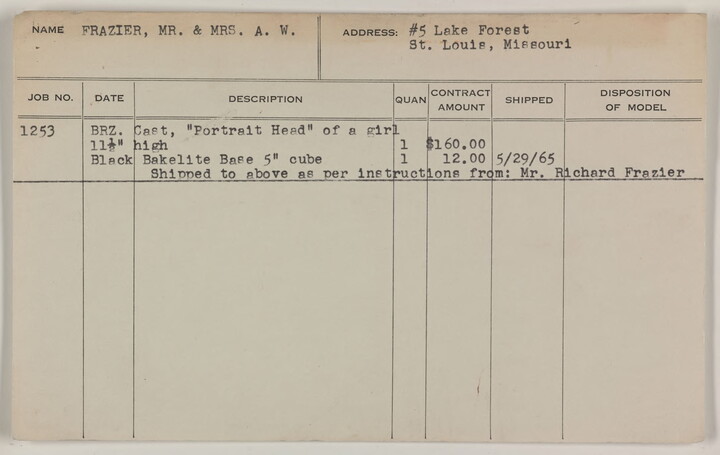 NAME FRAZIER, MR. & MRS. A. W. ADDRESS: #5 Lake Forest
St. Louis, Missouri
JOB NO. DATE DESCRIPTION QUAN CONTRACT AMOUNT SHIPPED DISPOSITION OF MODEL
1253 BRZ. Cast, "Portrait Head" of a girl
11½" high 1 $160.00
Black Bakelite Base 5" cube 1 12.00 5/29/65
Shipped to above as per instructions from: Mr. Richard Frazier